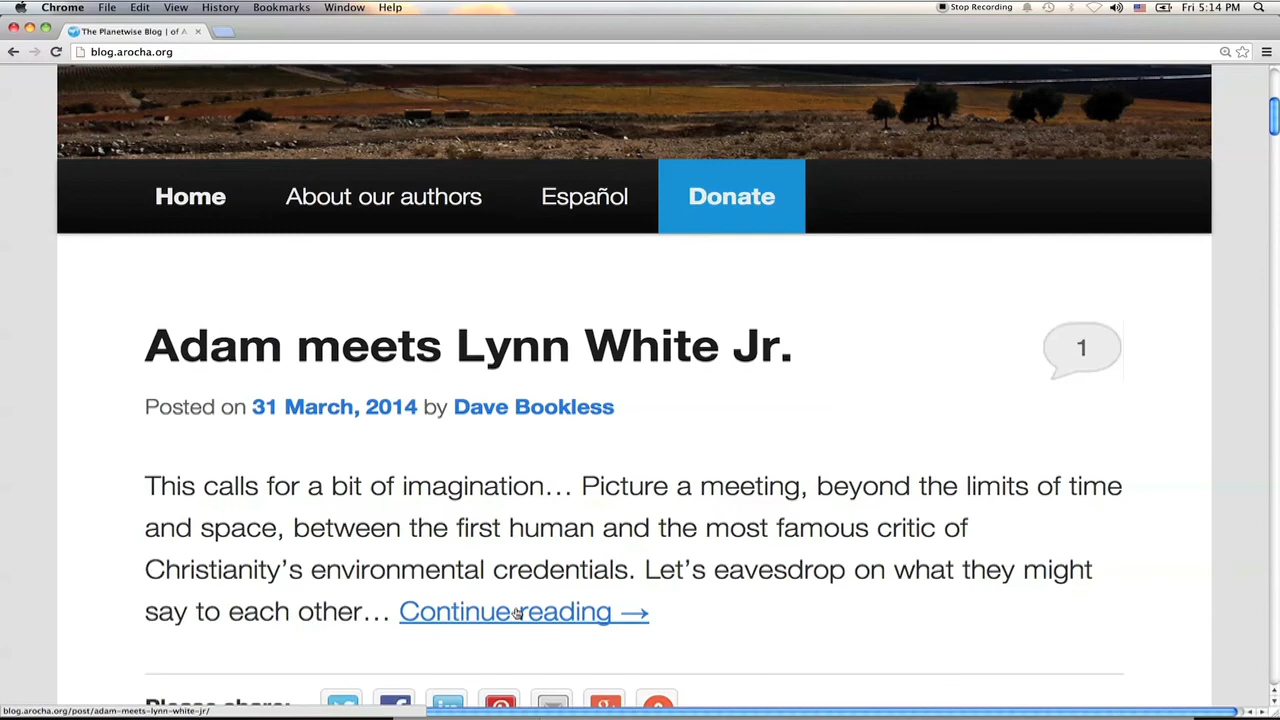 Chrome File Edit View History Bookmarks Window Help Stop Recording Fri 5:14 PM
The Planetwise Blog | of A
blog.arocha.org
Home About our authors Español Donate
Adam meets Lynn White Jr. 1
Posted on 31 March, 2014 by Dave Bookless
This calls for a bit of imagination… Picture a meeting, beyond the limits of time
and space, between the first human and the most famous critic of
Christianity’s environmental credentials. Let’s eavesdrop on what they might
say to each other… Continue reading →
Please share:
blog.arocha.org/post/adam-meets-lynn-white-jr/